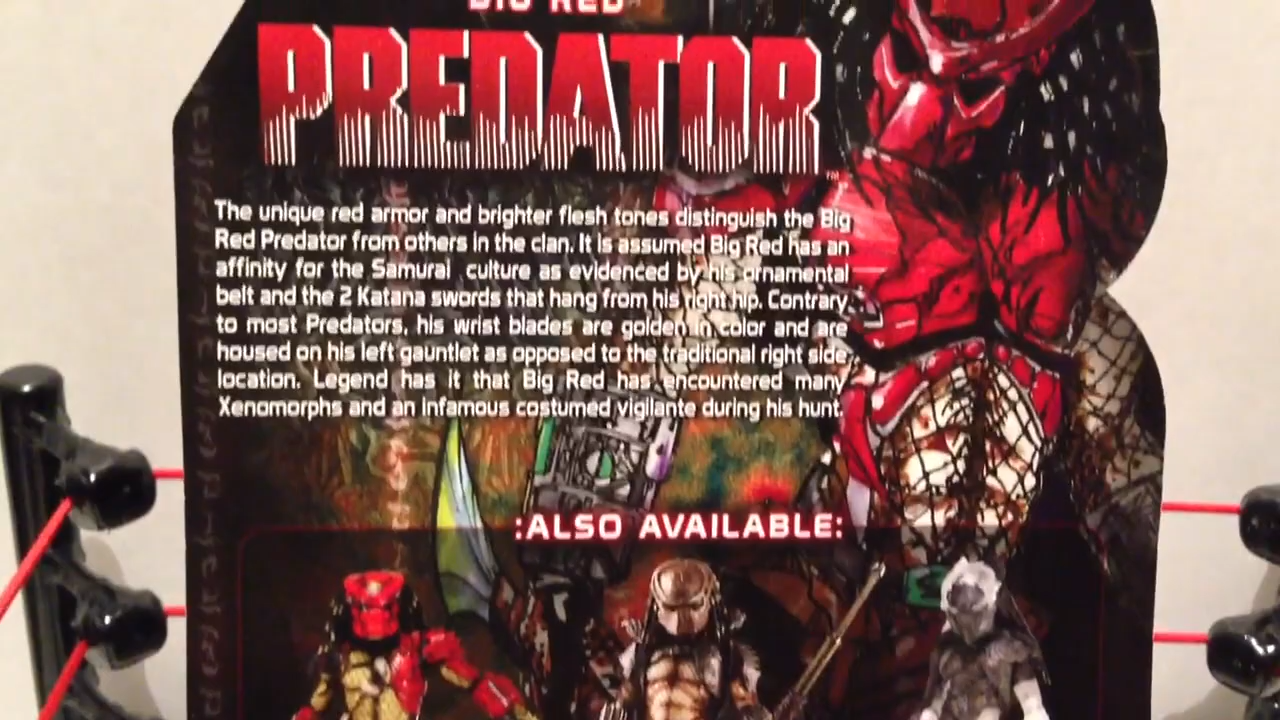 BIG RED
PREDATOR
TM
The unique red armor and brighter flesh tones distinguish the Big
Red Predator from others in the clan. It is assumed Big Red has an
affinity for the Samurai culture as evidenced by his ornamental
belt and the 2 Katana swords that hang from his right hip. Contrary
to most Predators, his wrist blades are golden in color and are
housed on his left gauntlet as opposed to the traditional right side
location. Legend has it that Big Red has encountered many
Xenomorphs and an infamous costumed vigilante during his hunt.
:ALSO AVAILABLE: